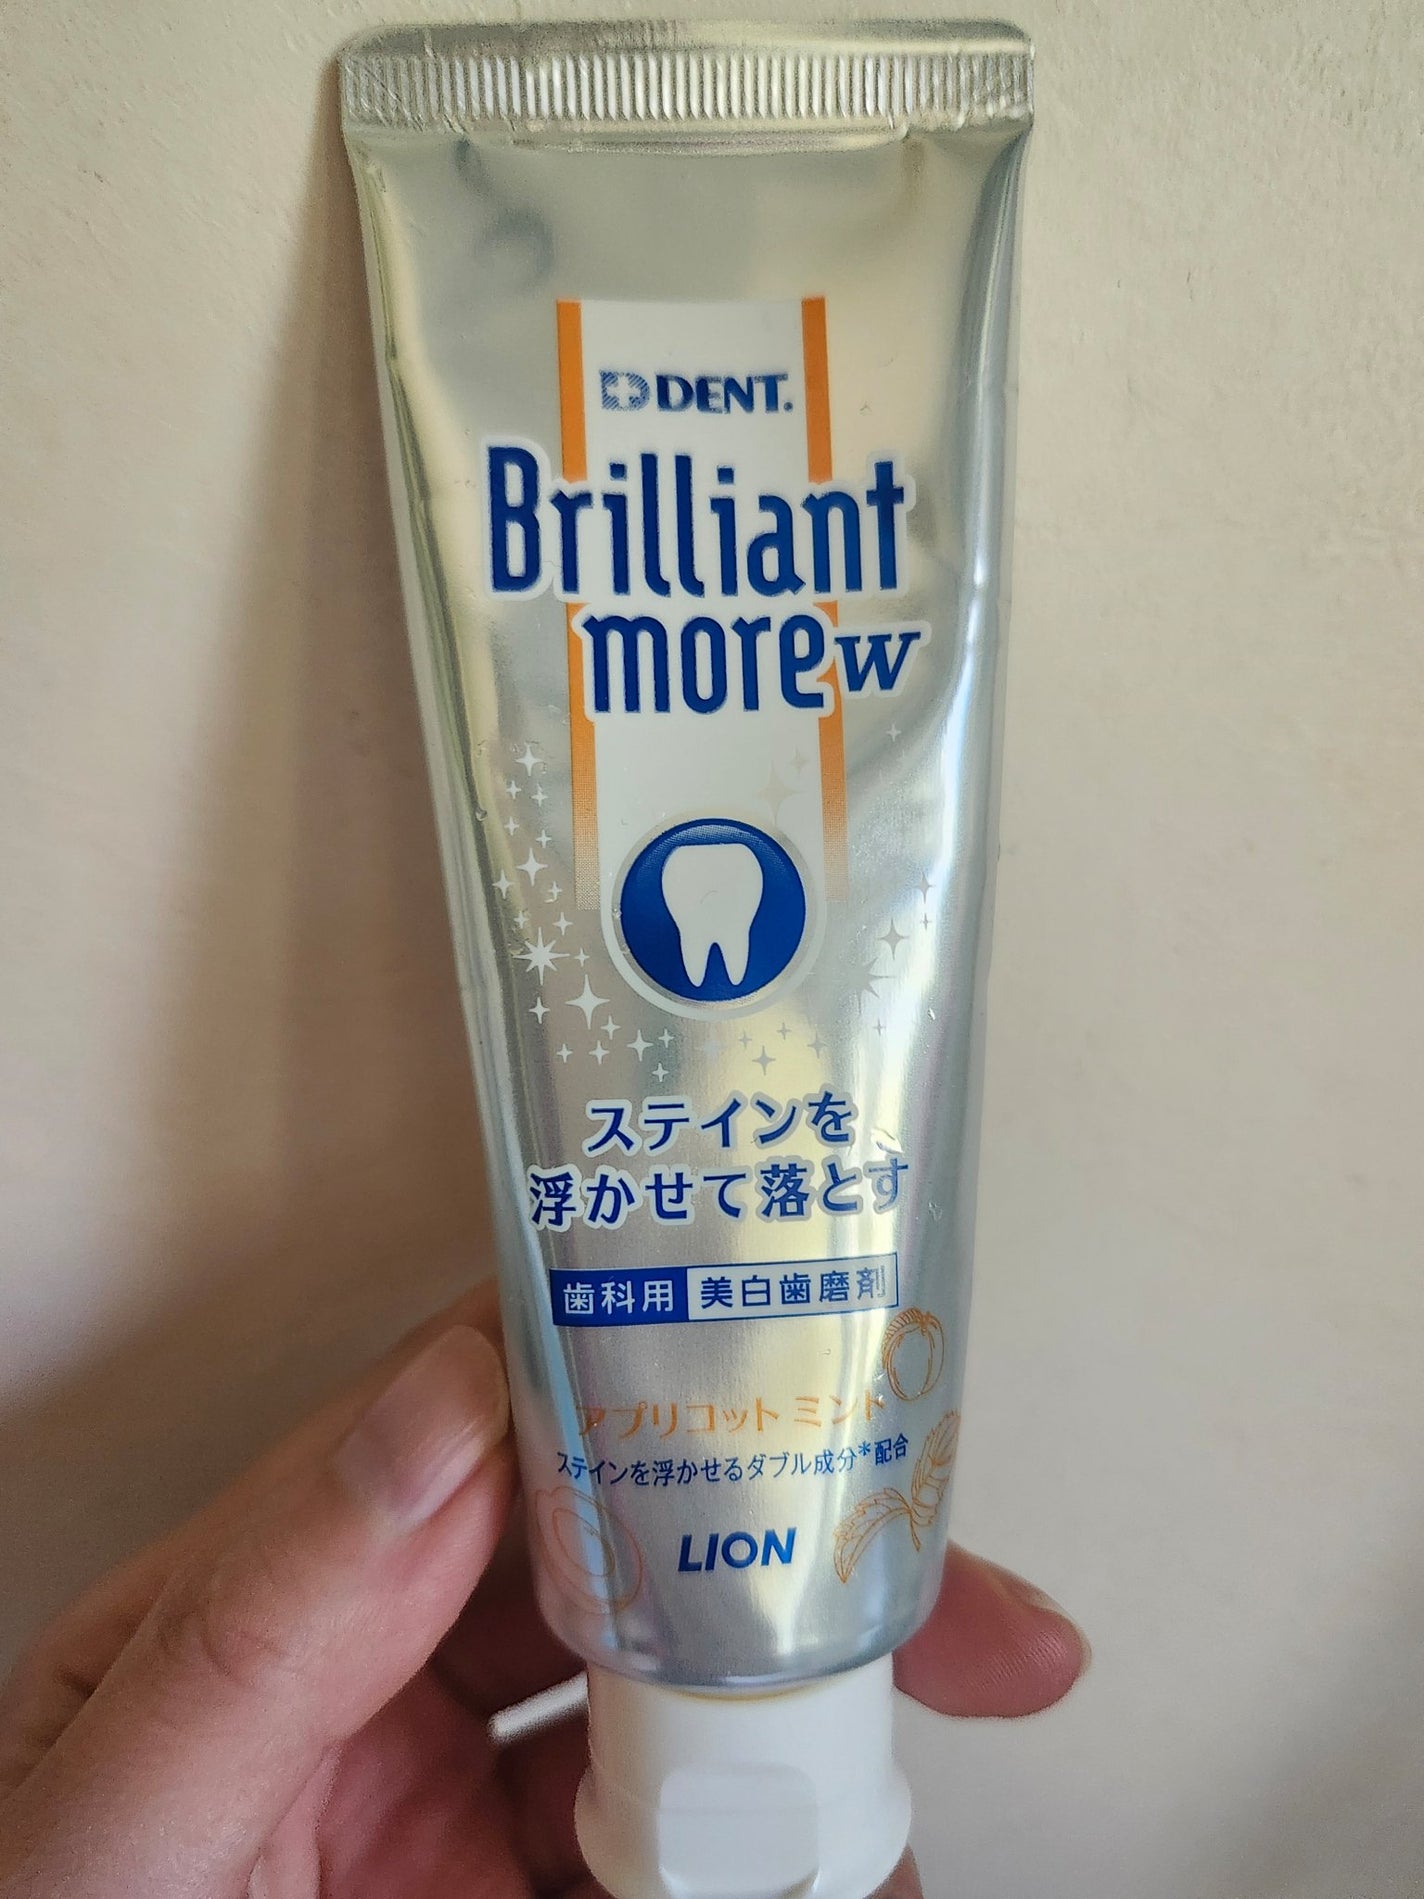 DENT.
Brilliant
more w
ステインを
浮かせて落とす
歯科用 美白歯磨剤
アプリコット ミント
ステインを浮かせるダブル成分*配合
LION